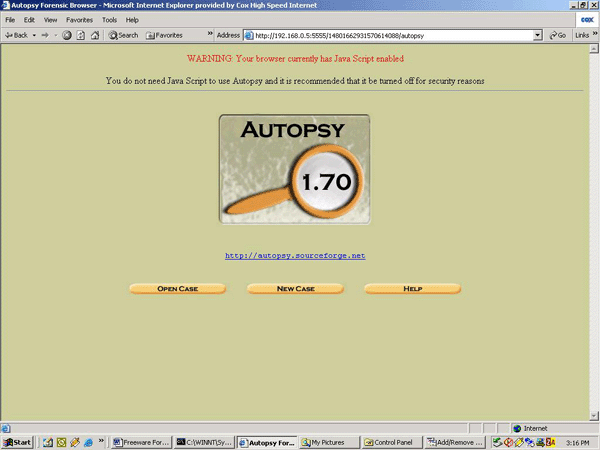 Autopsy Forensic Browser - Microsoft Internet Explorer provided by Cox High Speed Internet
File Edit View Favorites Tools Help
cox
Back Search Favorites » Address http://192.168.0.5:5555/14801662931570614088/autopsy Go Links »
WARNING: Your browser currently has Java Script enabled
You do not need Java Script to use Autopsy and it is recommended that it be turned off for security reasons
AUTOPSY
1.70
http://autopsy.sourceforge.net
OPEN CASE NEW CASE HELP
Internet
Start » Freeware For... C:\WINNT\Sy... Autopsy For... My Pictures Control Panel Add/Remove ... 3:16 PM